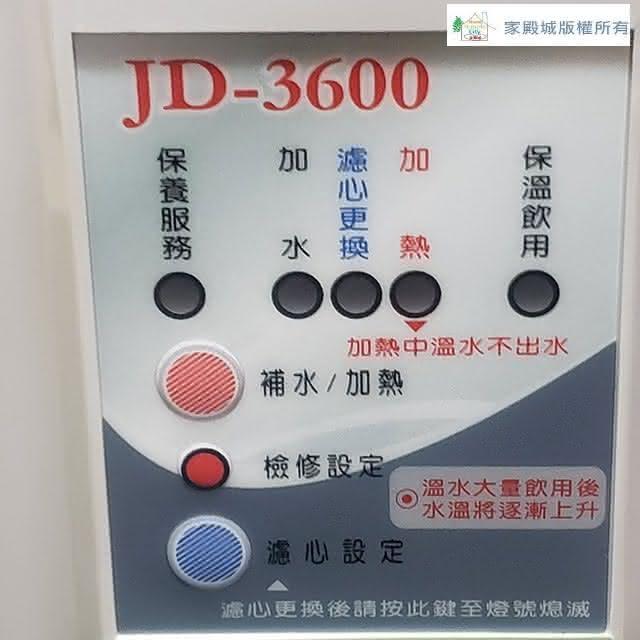 家殿城版權所有
JD-3600
保養服務
加水
濾心更換
加熱
保溫飲用
加熱中溫水不出水
補水/加熱
檢修設定
溫水大量飲用後
水溫將逐漸上升
濾心設定
濾心更換後請按此鍵至燈號熄滅